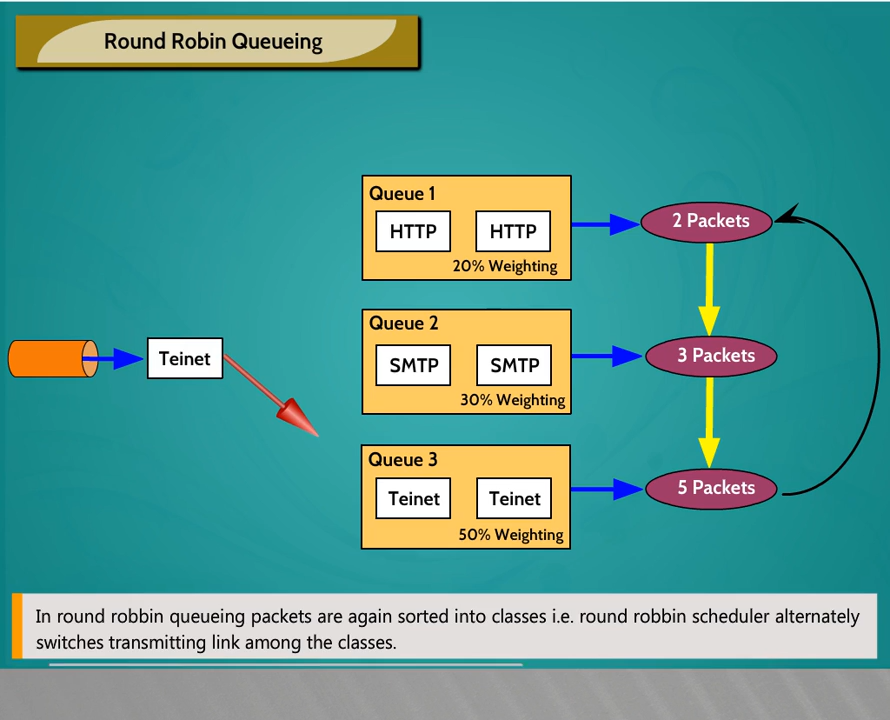 Round Robin Queueing
Queue 1
HTTP HTTP
20% Weighting
2 Packets
Queue 2
SMTP SMTP
30% Weighting
3 Packets
Teinet
Queue 3
Teinet Teinet
50% Weighting
5 Packets
In round robbin queueing packets are again sorted into classes i.e. round robbin scheduler alternately
switches transmitting link among the classes.